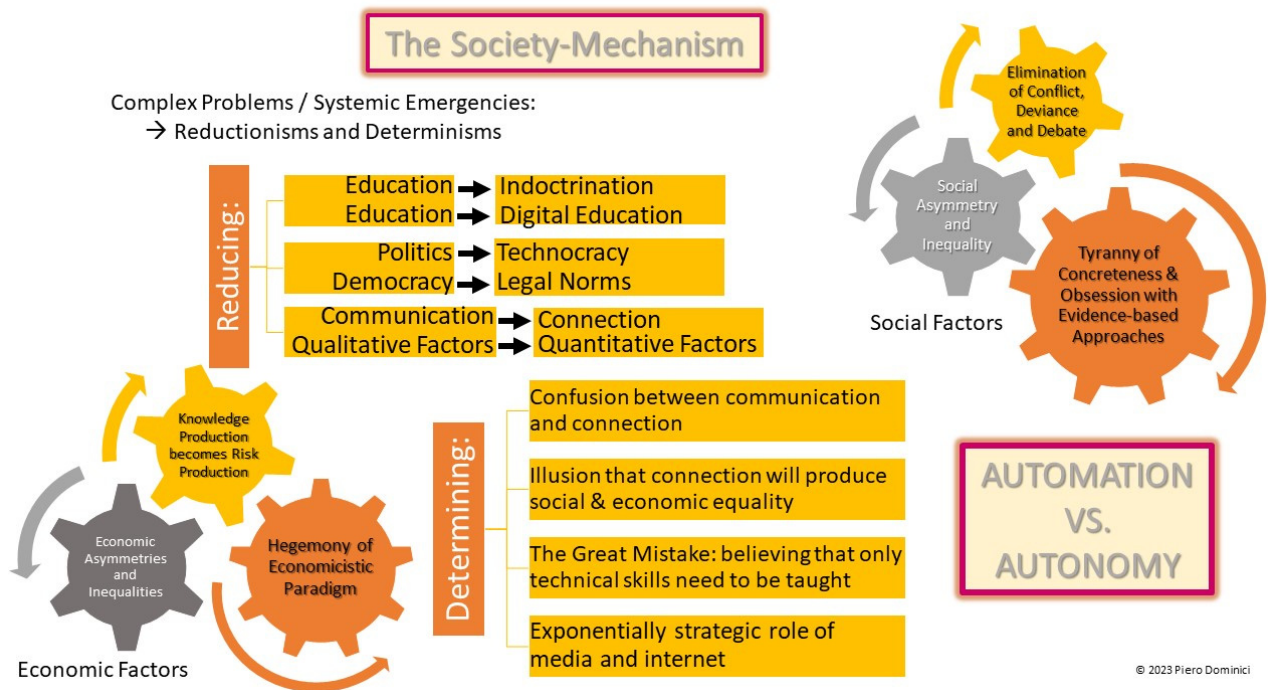 The Society-Mechanism
Complex Problems / Systemic Emergencies:
→ Reductionisms and Determinisms
Reducing:
Education → Indoctrination
Education → Digital Education
Politics → Technocracy
Democracy → Legal Norms
Communication → Connection
Qualitative Factors → Quantitative Factors
Elimination
of Conflict,
Deviance
and Debate
Social
Asymmetry
and
Inequality
Tyranny of
Concreteness &
Obsession with
Evidence-based
Approaches
Social Factors
Knowledge
Production
becomes Risk
Production
Economic
Asymmetries
and
Inequalities
Hegemony of
Economicistic
Paradigm
Economic Factors
Determining:
Confusion between communication
and connection
Illusion that connection will produce
social & economic equality
The Great Mistake: believing that only
technical skills need to be taught
Exponentially strategic role of
media and internet
AUTOMATION
VS.
AUTONOMY
© 2023 Piero Dominici